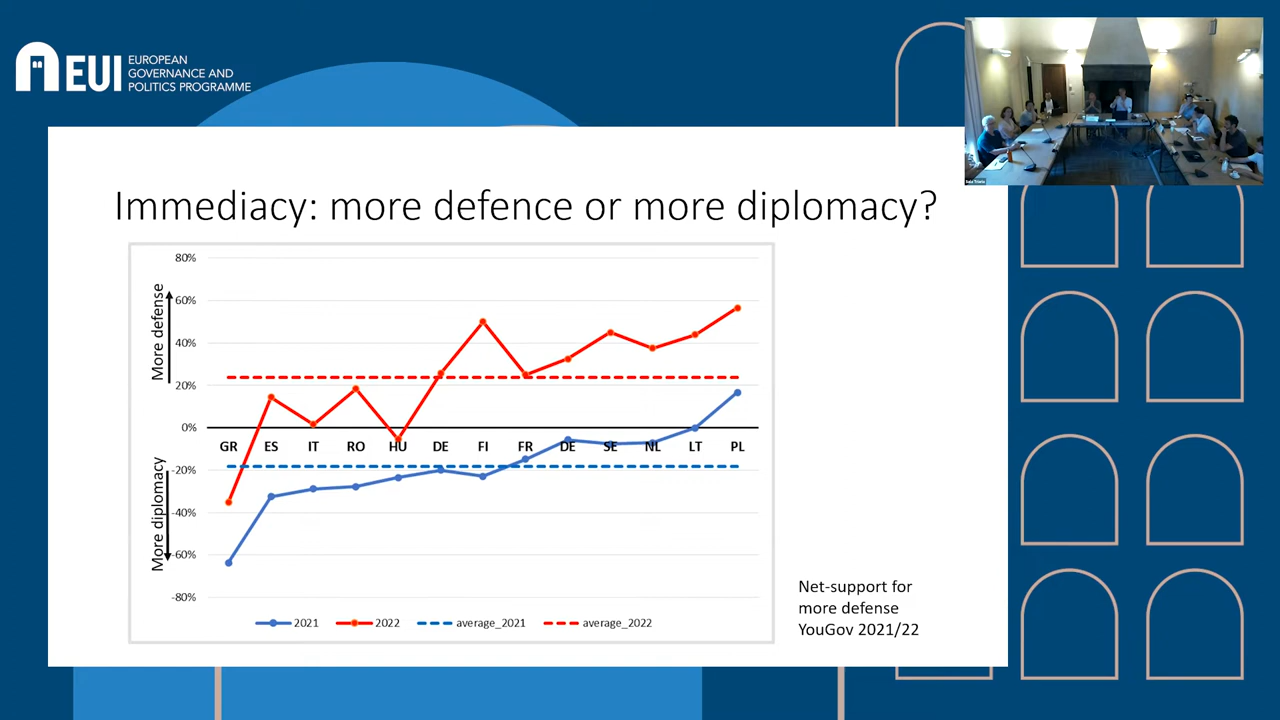 EUI
EUROPEAN
GOVERNANCE AND
POLITICS PROGRAMME
Immediacy: more defence or more diplomacy?
80%
60%
40%
20%
0%
-20%
-40%
-60%
-80%
More defense
More diplomacy
GR ES IT RO HU DE FI FR DE SE NL LT PL
2021 2022 average_2021 average_2022
Net-support for
more defense
YouGov 2021/22